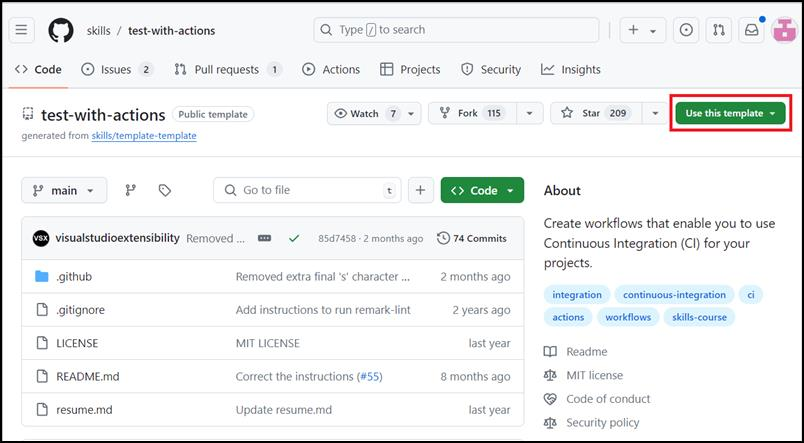 skills / test-with-actions
Type / to search
Code Issues 2 Pull requests 1 Actions Projects Security Insights
test-with-actions Public template
Watch 7 Fork 115 Star 209 Use this template
generated from skills/template-template
main Go to file t + Code
About
Create workflows that enable you to use
Continuous Integration (CI) for your
projects.
VSX visualstudioextensibility Removed ... 85d7458 · 2 months ago 74 Commits
.github Removed extra final 's' character ... 2 months ago
.gitignore Add instructions to run remark-lint 2 years ago
LICENSE MIT LICENSE last year
README.md Correct the instructions (#55) 8 months ago
resume.md Update resume.md last year
integration continuous-integration ci
actions workflows skills-course
Readme
MIT license
Code of conduct
Security policy